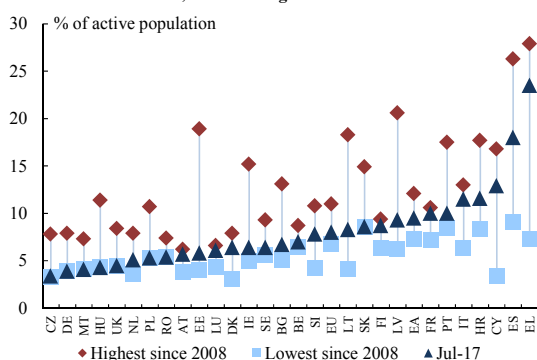 % of active population
30
25
20
15
10
5
0
CZ DE MT HU UK NL PL RO AT EE LU DK IE SE BG BE SI EU LT SK FI LV EA FR PT IT HR CY ES EL
Highest since 2008 Lowest since 2008 Jul-17